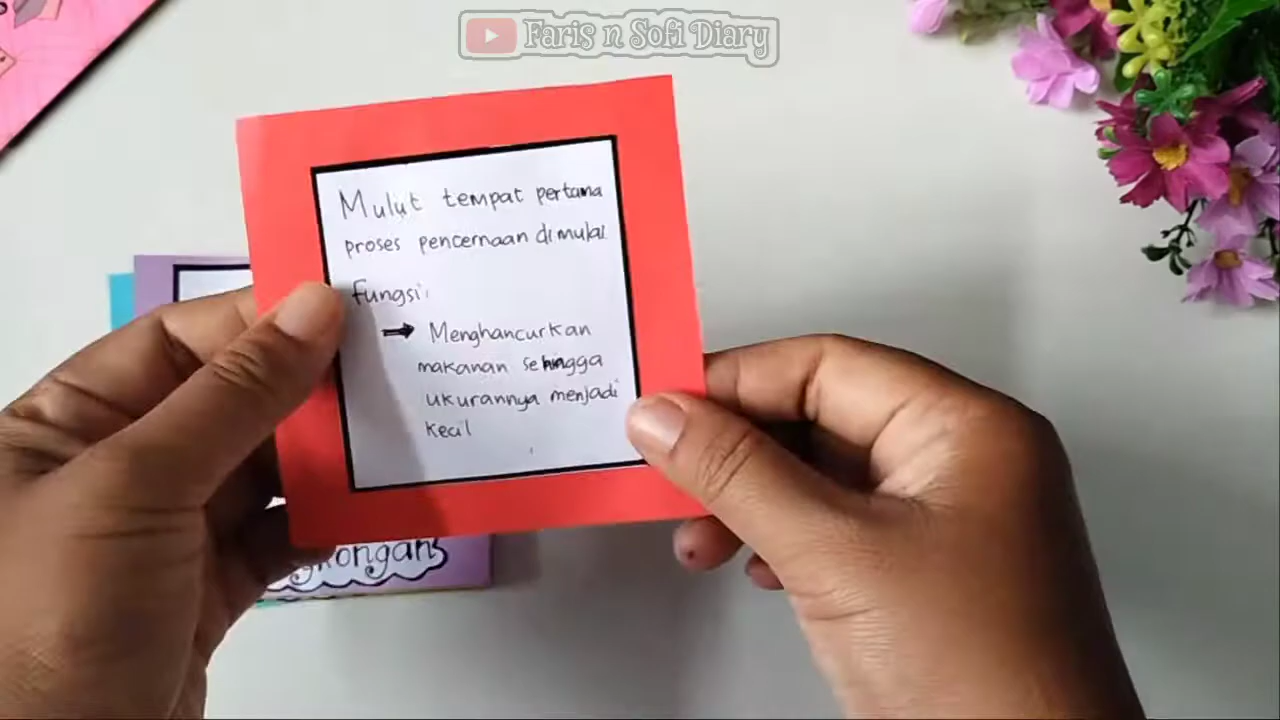 Faris n Sofi Diary
Mulut tempat pertama
proses pencernaan dimulai
fungsi:
→ Menghancurkan
makanan sehingga
ukurannya menjadi
kecil